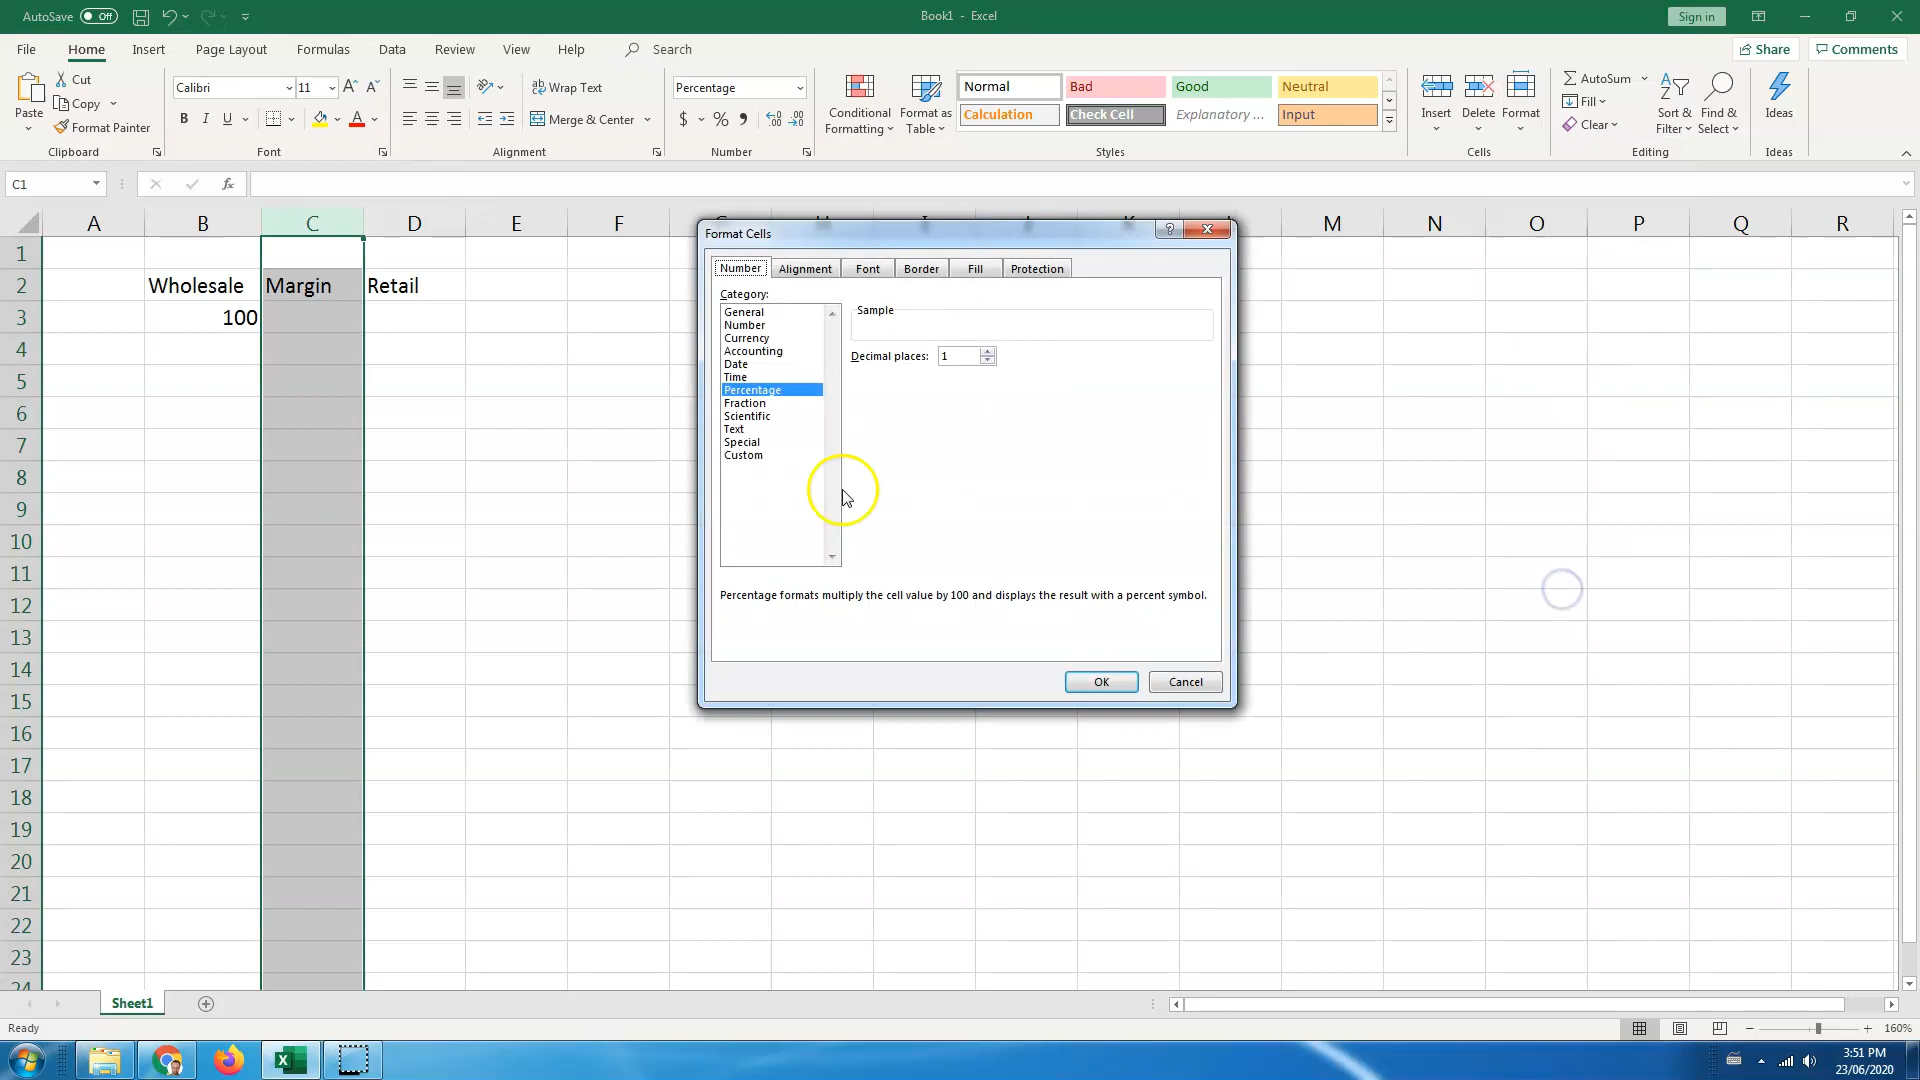 AutoSave Off
Book1 - Excel
Sign in
File Home Insert Page Layout Formulas Data Review View Help Search
Share Comments
Paste
Cut
Copy
Format Painter
Clipboard
Calibri 11
B I U
Font
Wrap Text
Merge & Center
Alignment
Percentage
$ % ,
Number
Conditional Formatting
Format as Table
Normal Bad Good Neutral
Calculation Check Cell Explanatory ... Input
Styles
Insert Delete Format
Cells
AutoSum
Fill
Clear
Sort & Filter
Find & Select
Editing
Ideas
Ideas
C1
fx
A B C D E F M N O P Q R
1
2 Wholesale Margin Retail
3 100
4
5
6
7
8
9
10
11
12
13
14
15
16
17
18
19
20
21
22
23
24
Format Cells
Number Alignment Font Border Fill Protection
Category:
General
Number
Currency
Accounting
Date
Time
Percentage
Fraction
Scientific
Text
Special
Custom
Sample
Decimal places: 1
Percentage formats multiply the cell value by 100 and displays the result with a percent symbol.
OK Cancel
Sheet1
Ready
160%
3:51 PM
23/06/2020